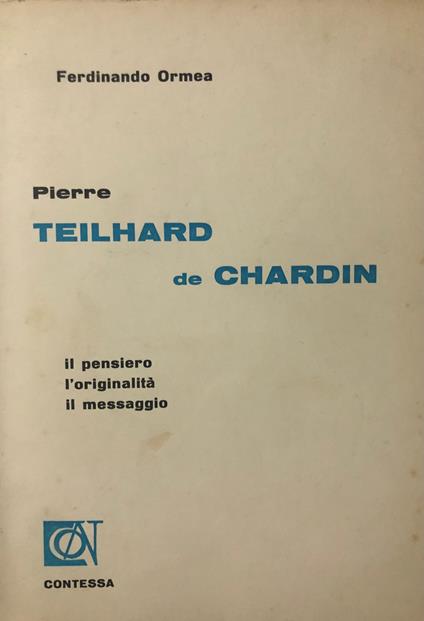 Ferdinando Ormea
Pierre
TEILHARD
de CHARDIN
il pensiero
l'originalità
il messaggio
CONTESSA